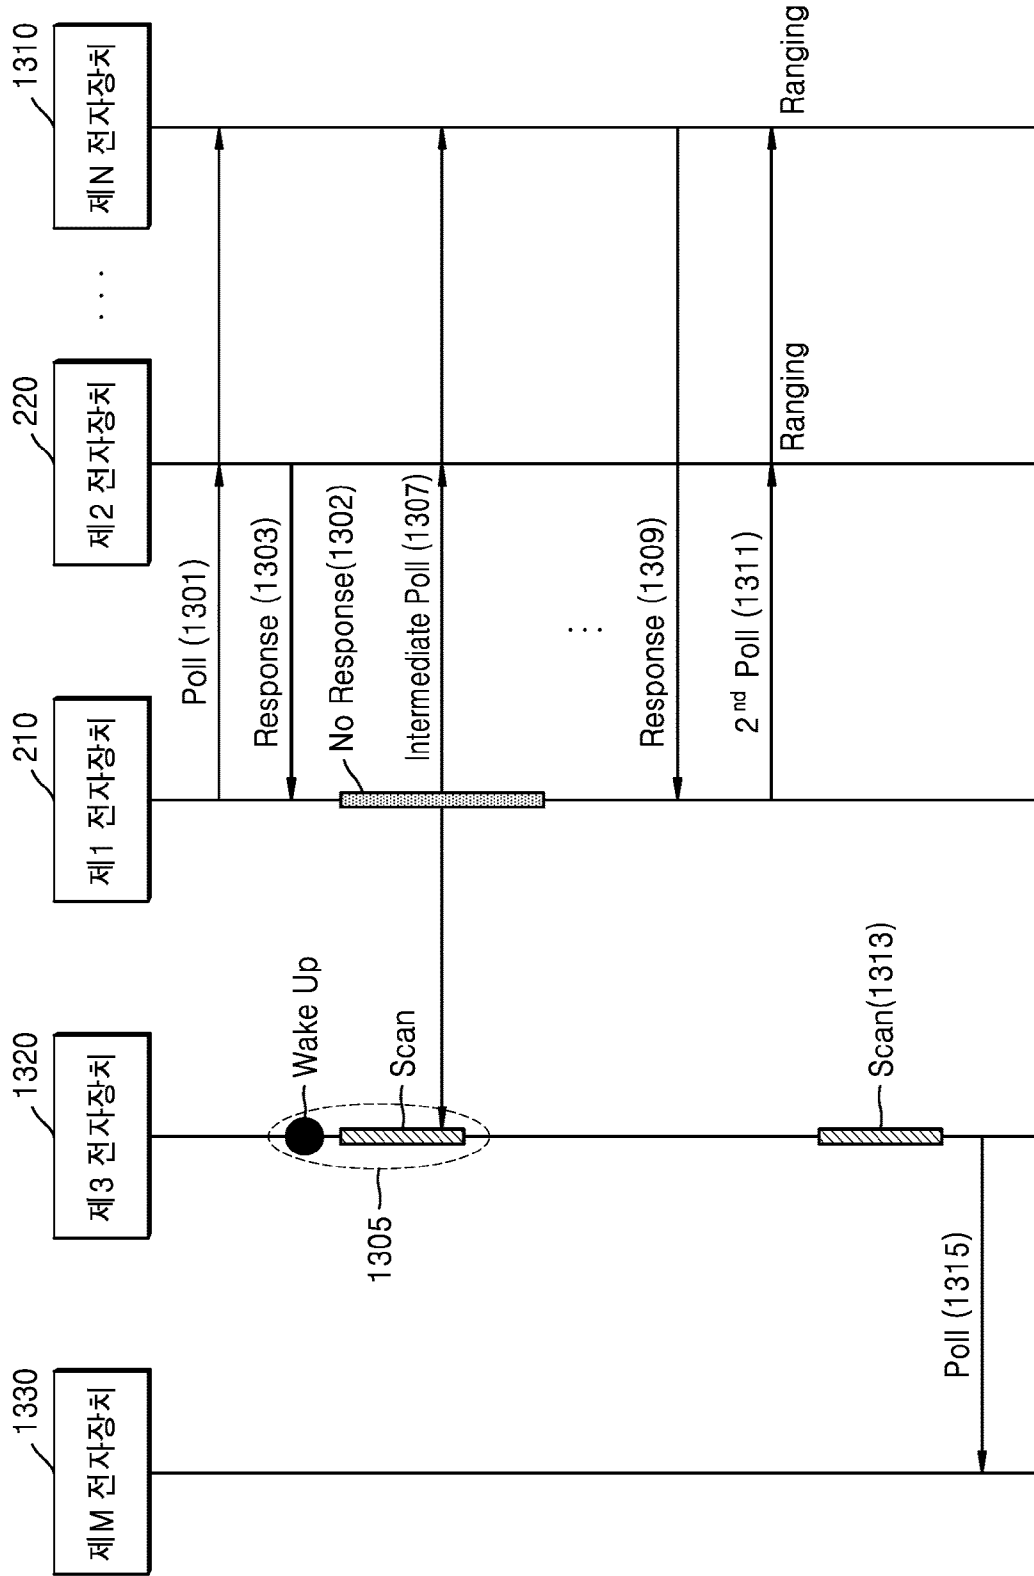 1330
제M 전자장치
1320
제3 전자장치
210
제1 전자장치
220
제2 전자장치
. . .
1310
제N 전자장치
Poll (1301)
Response (1303)
Wake Up
No Response(1302)
Scan
Intermediate Poll (1307)
1305
. . .
Response (1309)
2nd Poll (1311)
Ranging
Ranging
Scan(1313)
Poll (1315)